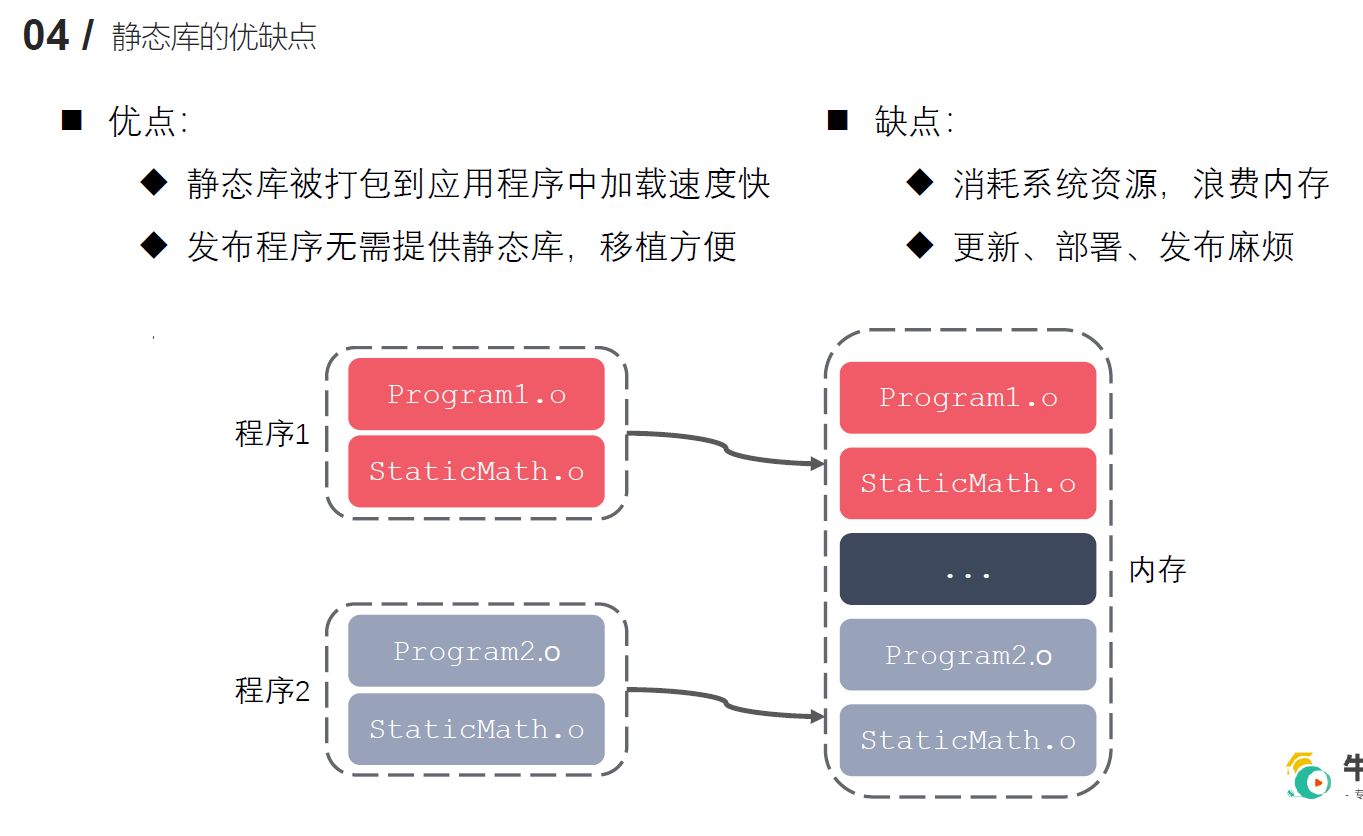 04 / 静态库的优缺点
■ 优点：
◆ 静态库被打包到应用程序中加载速度快
◆ 发布程序无需提供静态库，移植方便
■ 缺点：
◆ 消耗系统资源，浪费内存
◆ 更新、部署、发布麻烦
程序1
Program1.o
StaticMath.o
程序2
Program2.o
StaticMath.o
Program1.o
StaticMath.o
...
Program2.o
StaticMath.o
内存
牛
- 专